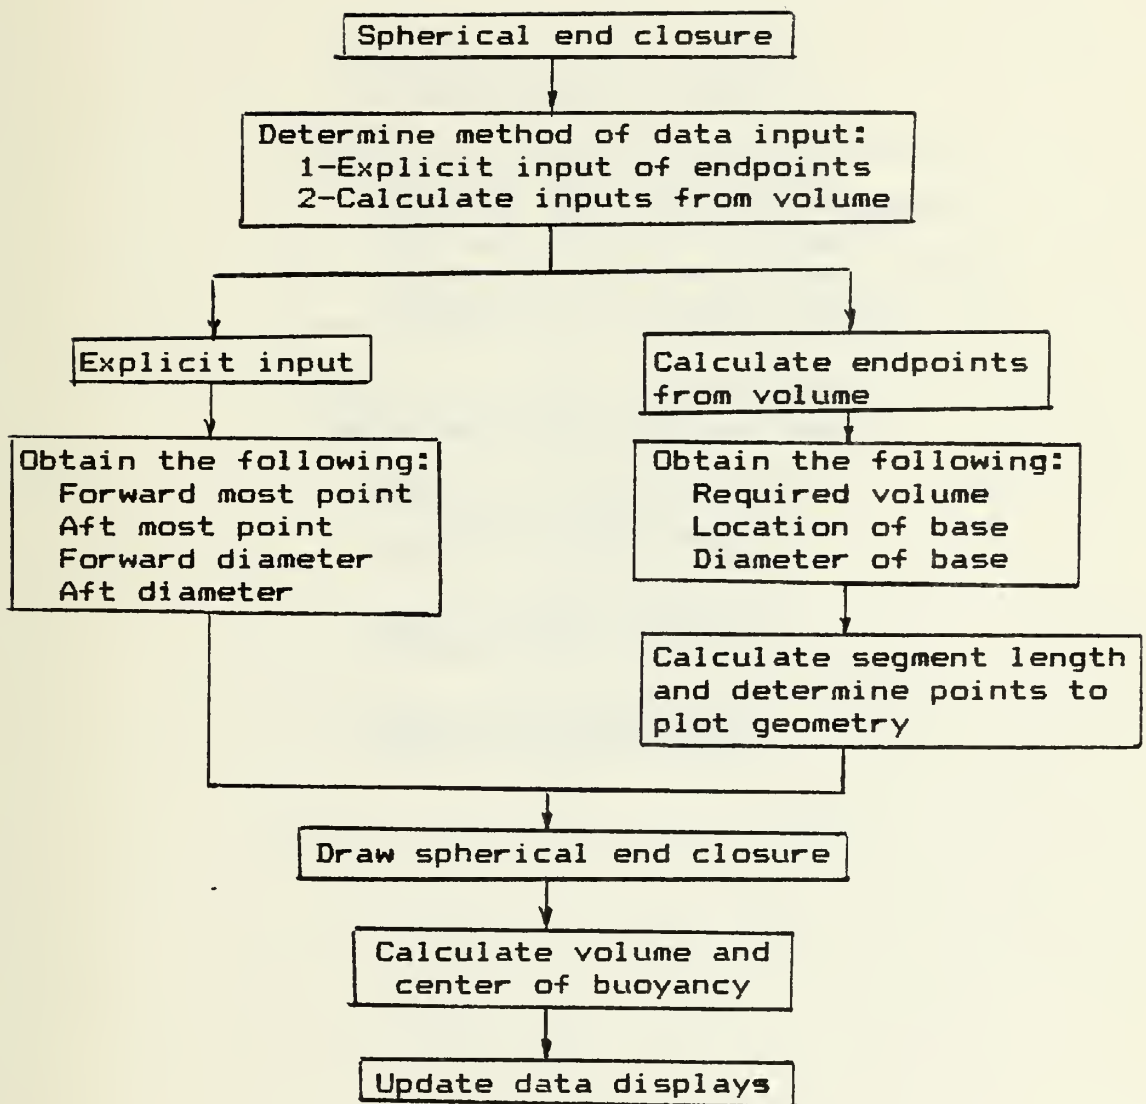 Spherical end closure
Determine method of data input:
1-Explicit input of endpoints
2-Calculate inputs from volume
Explicit input
Calculate endpoints
from volume
Obtain the following:
Forward most point
Aft most point
Forward diameter
Aft diameter
Obtain the following:
Required volume
Location of base
Diameter of base
Calculate segment length
and determine points to
plot geometry
Draw spherical end closure
Calculate volume and
center of buoyancy
Update data displays